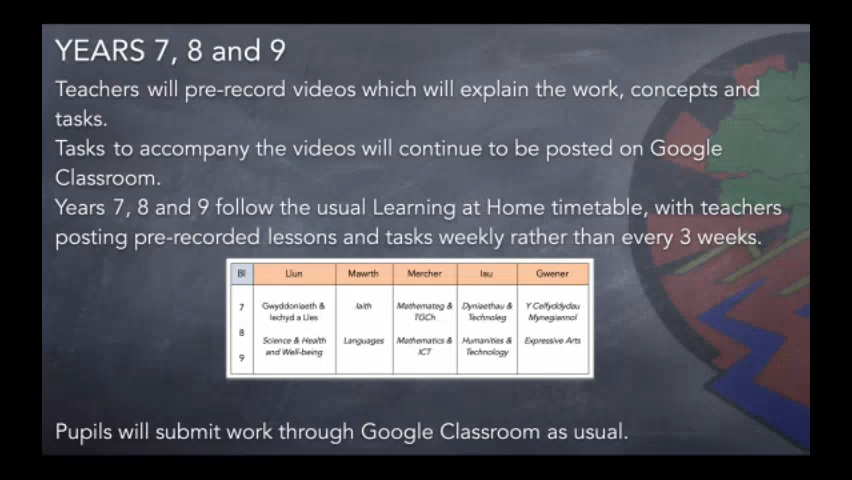 YEARS 7, 8 and 9
Teachers will pre-record videos which will explain the work, concepts and
tasks.
Tasks to accompany the videos will continue to be posted on Google
Classroom.
Years 7, 8 and 9 follow the usual Learning at Home timetable, with teachers
posting pre-recorded lessons and tasks weekly rather than every 3 weeks.
Bl Llun Mawrth Mercher Iau Gwener
7 Gwyddoniaeth & Iaith Mathemateg & Dyniaethau & Y Celfyddydau
Iechyd a Lles TGCh Technoleg Mynegiannol
8
Science & Health Languages Mathematics & Humanities & Expressive Arts
and Well-being ICT Technology
9
Pupils will submit work through Google Classroom as usual.